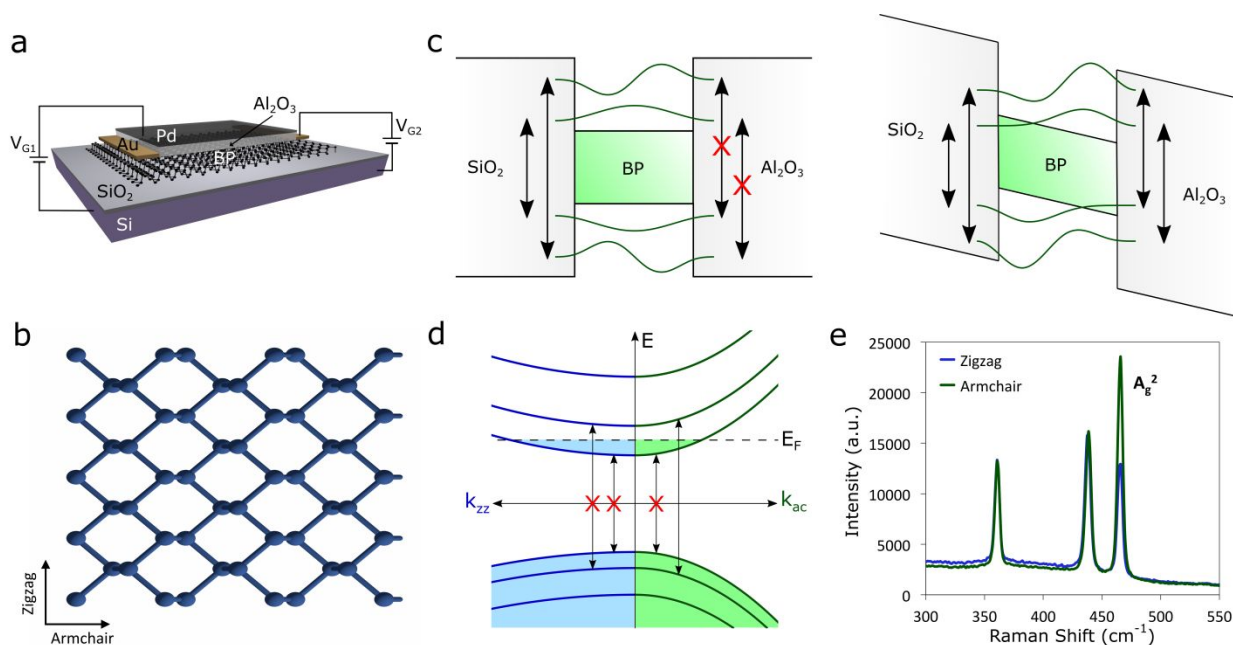 a
Al₂O₃
V_G1
Pd
Au
BP
V_G2
SiO₂
Si
b
Zigzag
Armchair
c
SiO₂
BP
Al₂O₃
SiO₂
BP
Al₂O₃
d
E
E_F
k_zz
k_ac
e
25000
20000
15000
10000
5000
0
Intensity (a.u.)
Zigzag
Armchair
A_g²
300
350
400
450
500
550
Raman Shift (cm⁻¹)